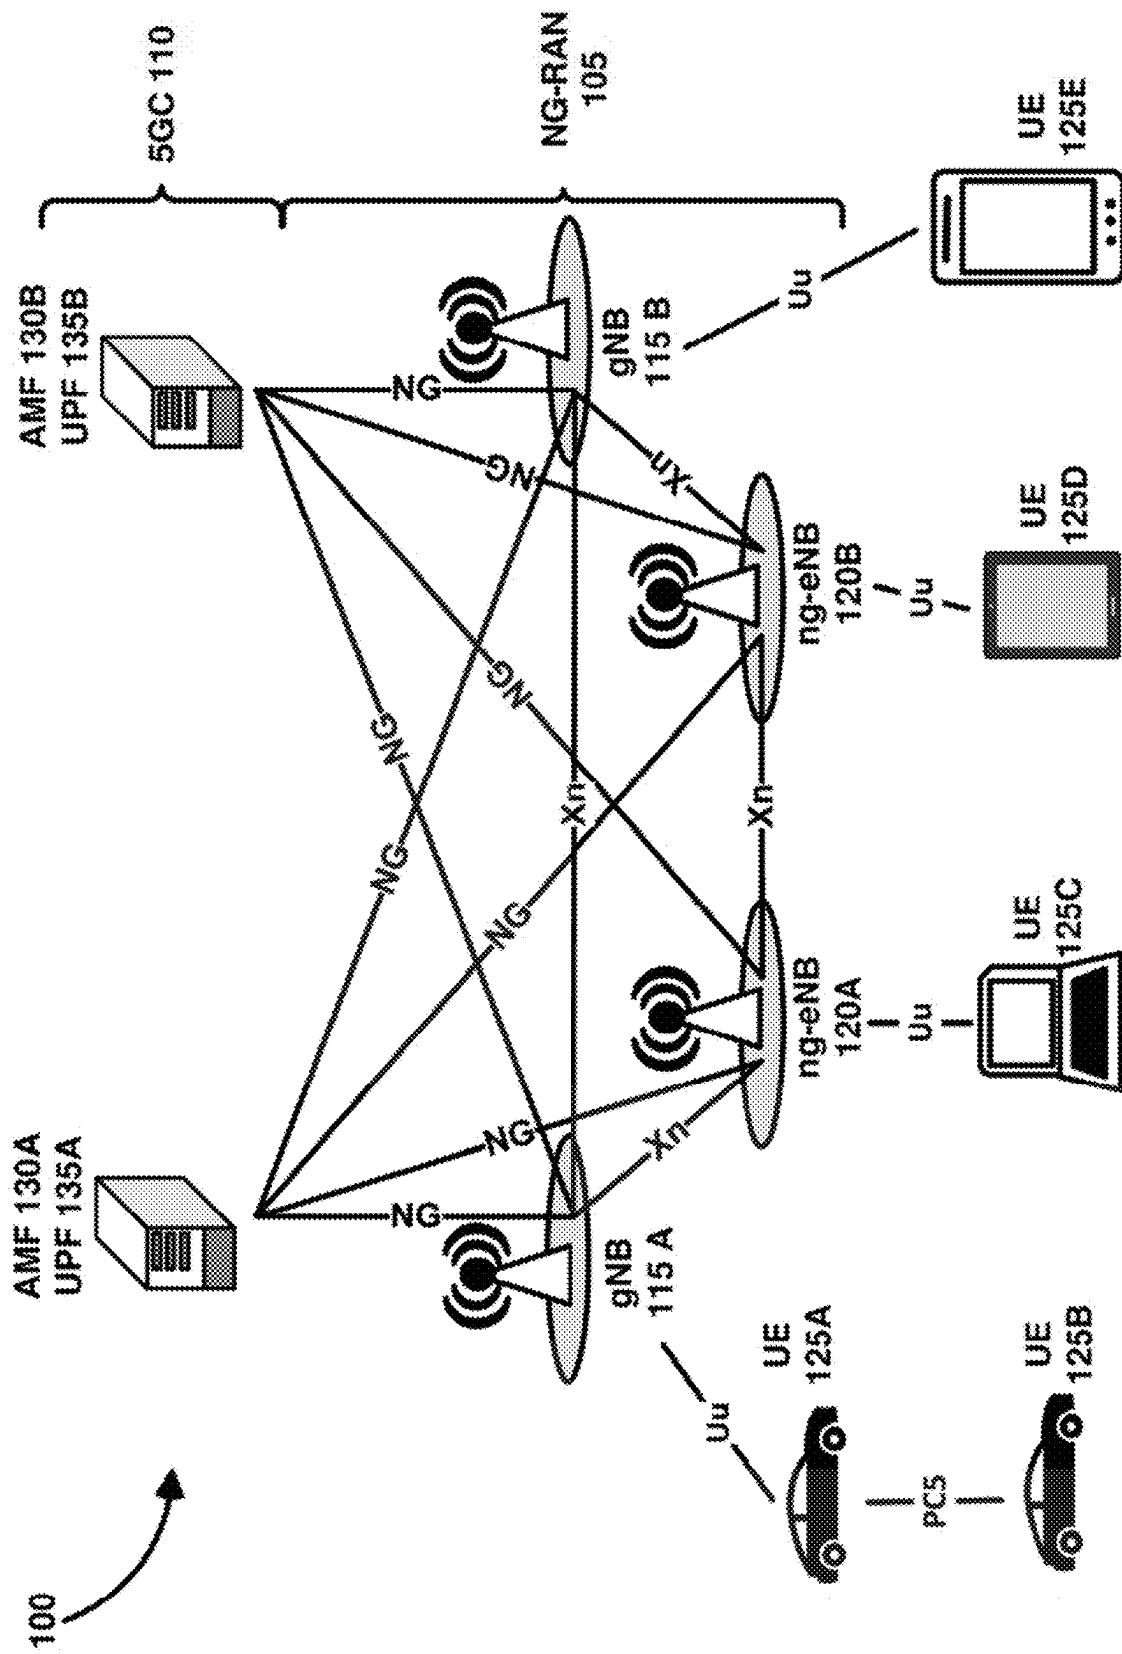 100
AMF 130A
UPF 135A
AMF 130B
UPF 135B
5GC 110
NG-RAN
105
NG
NG
NG
NG
NG
NG
NG
NG
Xn
Xn
Xn
Xn
gNB
115 A
gNB
115 B
ng-eNB
120A
ng-eNB
120B
Uu
Uu
Uu
Uu
UE
125A
PC5
UE
125B
UE
125C
UE
125D
UE
125E